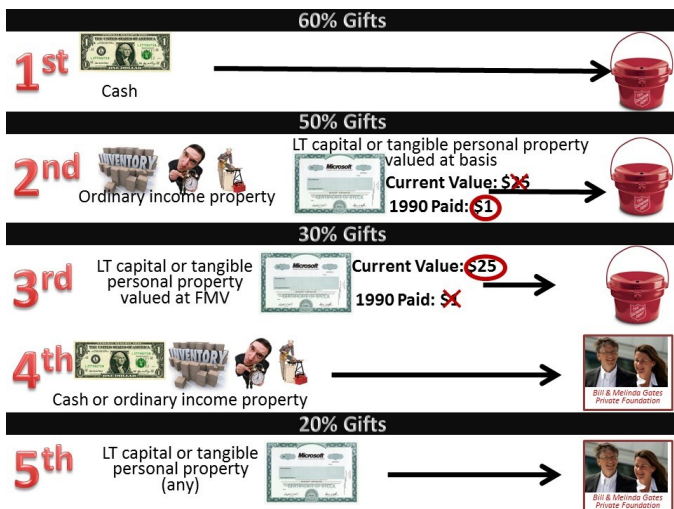 60% Gifts
1st
Cash
50% Gifts
2nd
INVENTORY
Ordinary income property
LT capital or tangible personal property
valued at basis
Microsoft
Current Value: $25
1990 Paid: $1
30% Gifts
3rd
LT capital or tangible
personal property
valued at FMV
Microsoft
Current Value: $25
1990 Paid: $1
4th
INVENTORY
Cash or ordinary income property
Bill & Melinda Gates
Private Foundation
20% Gifts
5th
LT capital or tangible
personal property
(any)
Microsoft
Bill & Melinda Gates
Private Foundation